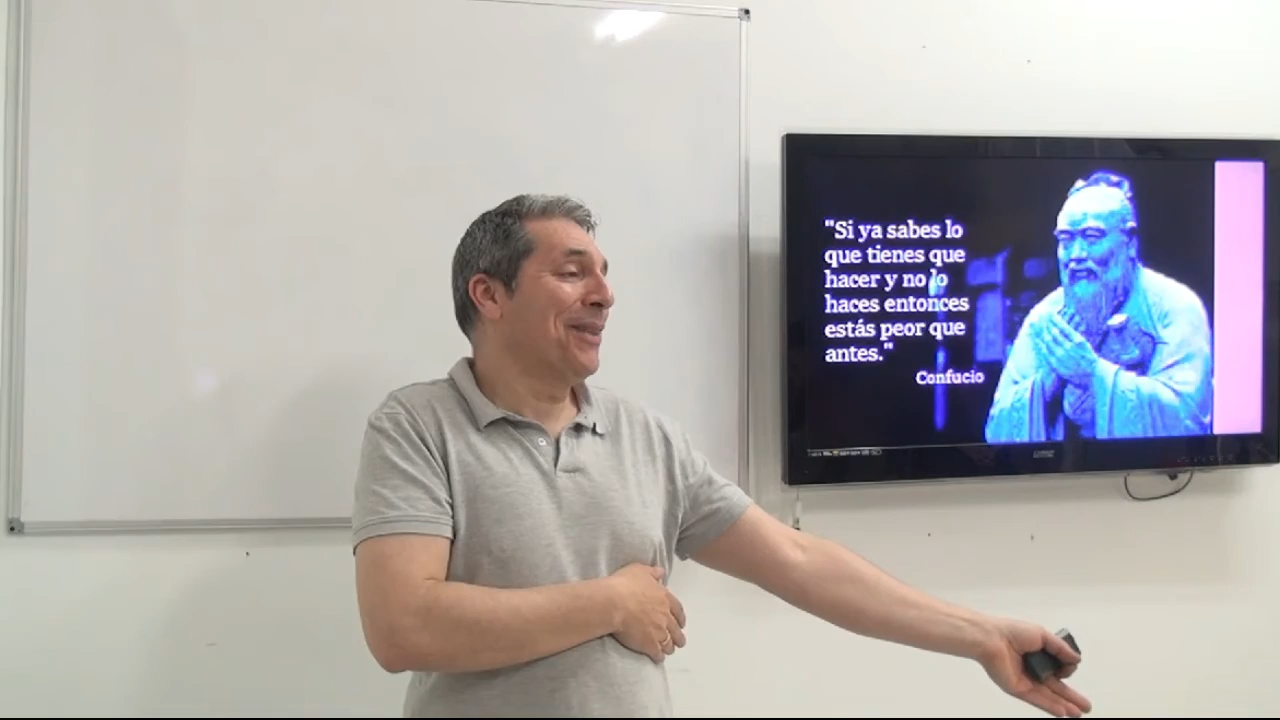 "Si ya sabes lo
que tienes que
hacer y no lo
haces entonces
estás peor que
antes."
Confucio